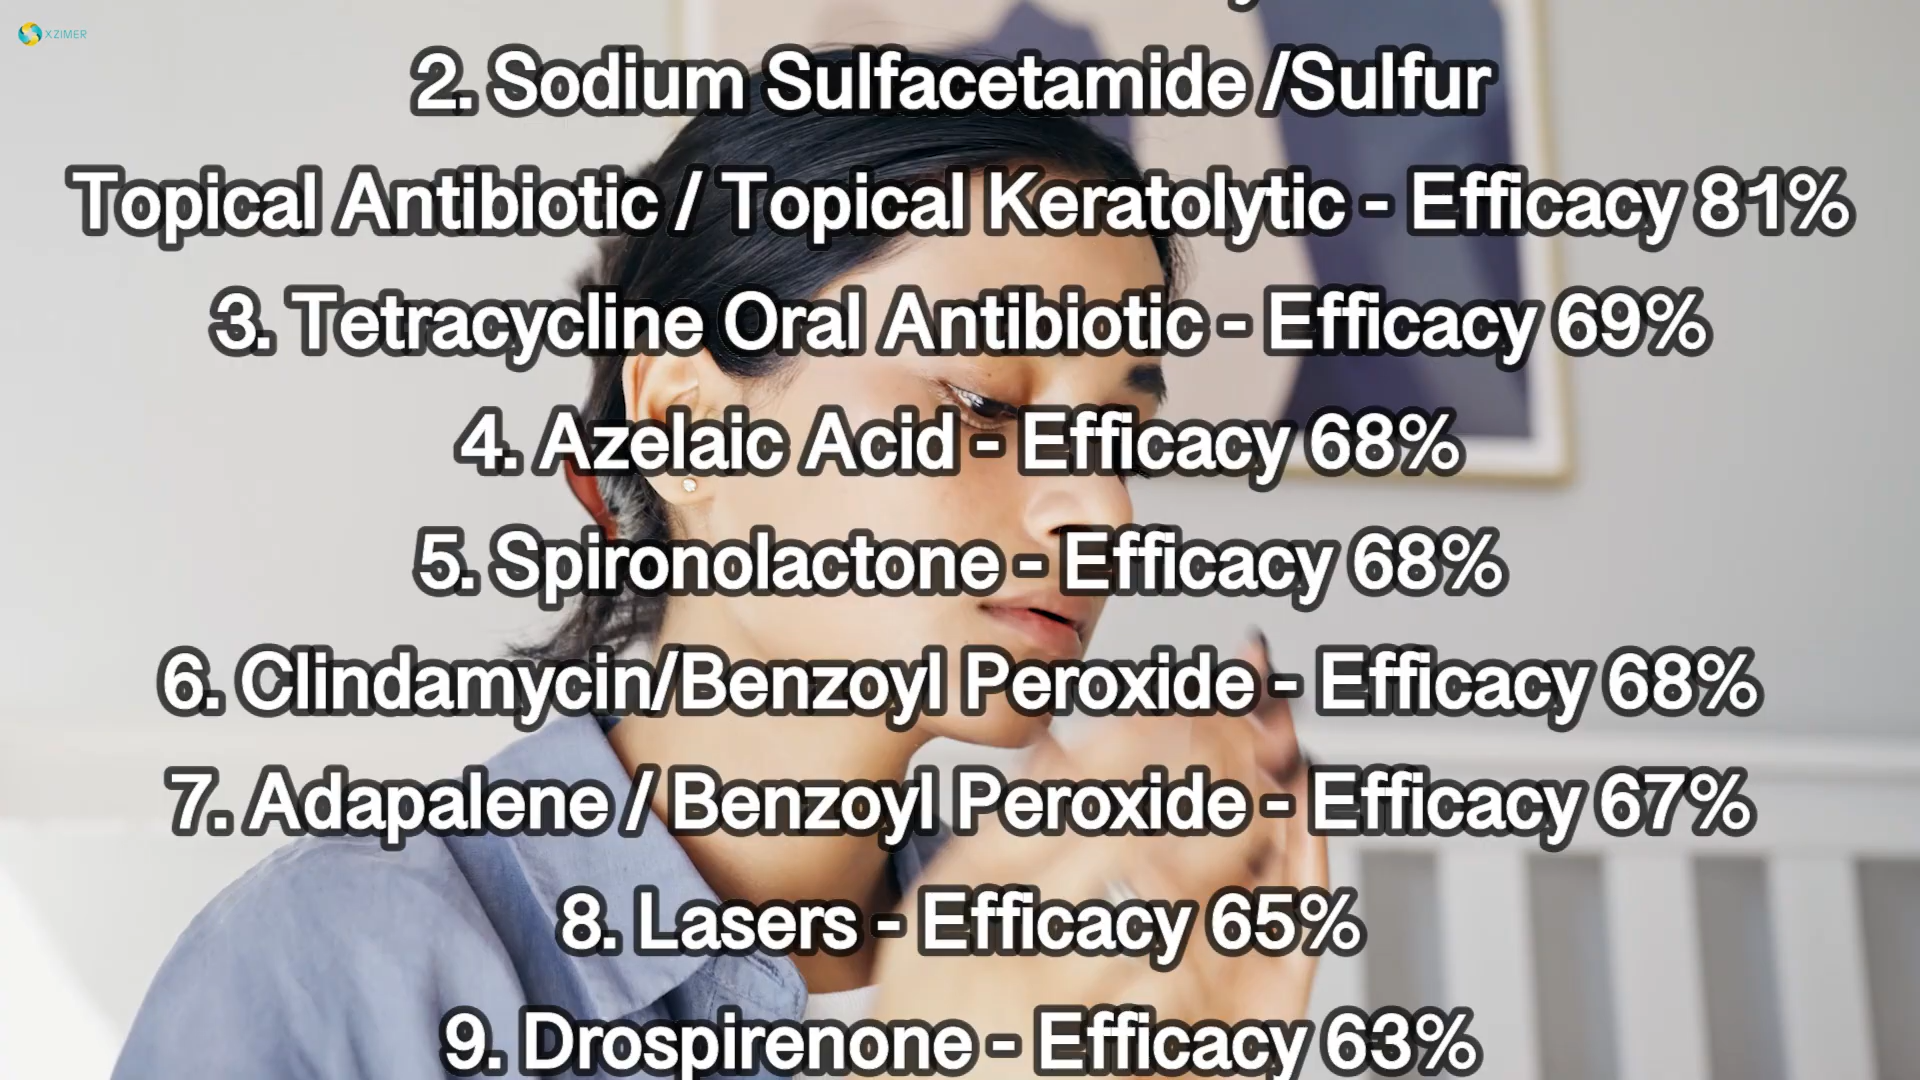 XZIMER
2. Sodium Sulfacetamide /Sulfur
Topical Antibiotic / Topical Keratolytic - Efficacy 81%
3. Tetracycline Oral Antibiotic - Efficacy 69%
4. Azelaic Acid - Efficacy 68%
5. Spironolactone - Efficacy 68%
6. Clindamycin/Benzoyl Peroxide - Efficacy 68%
7. Adapalene / Benzoyl Peroxide - Efficacy 67%
8. Lasers - Efficacy 65%
9. Drospirenone - Efficacy 63%